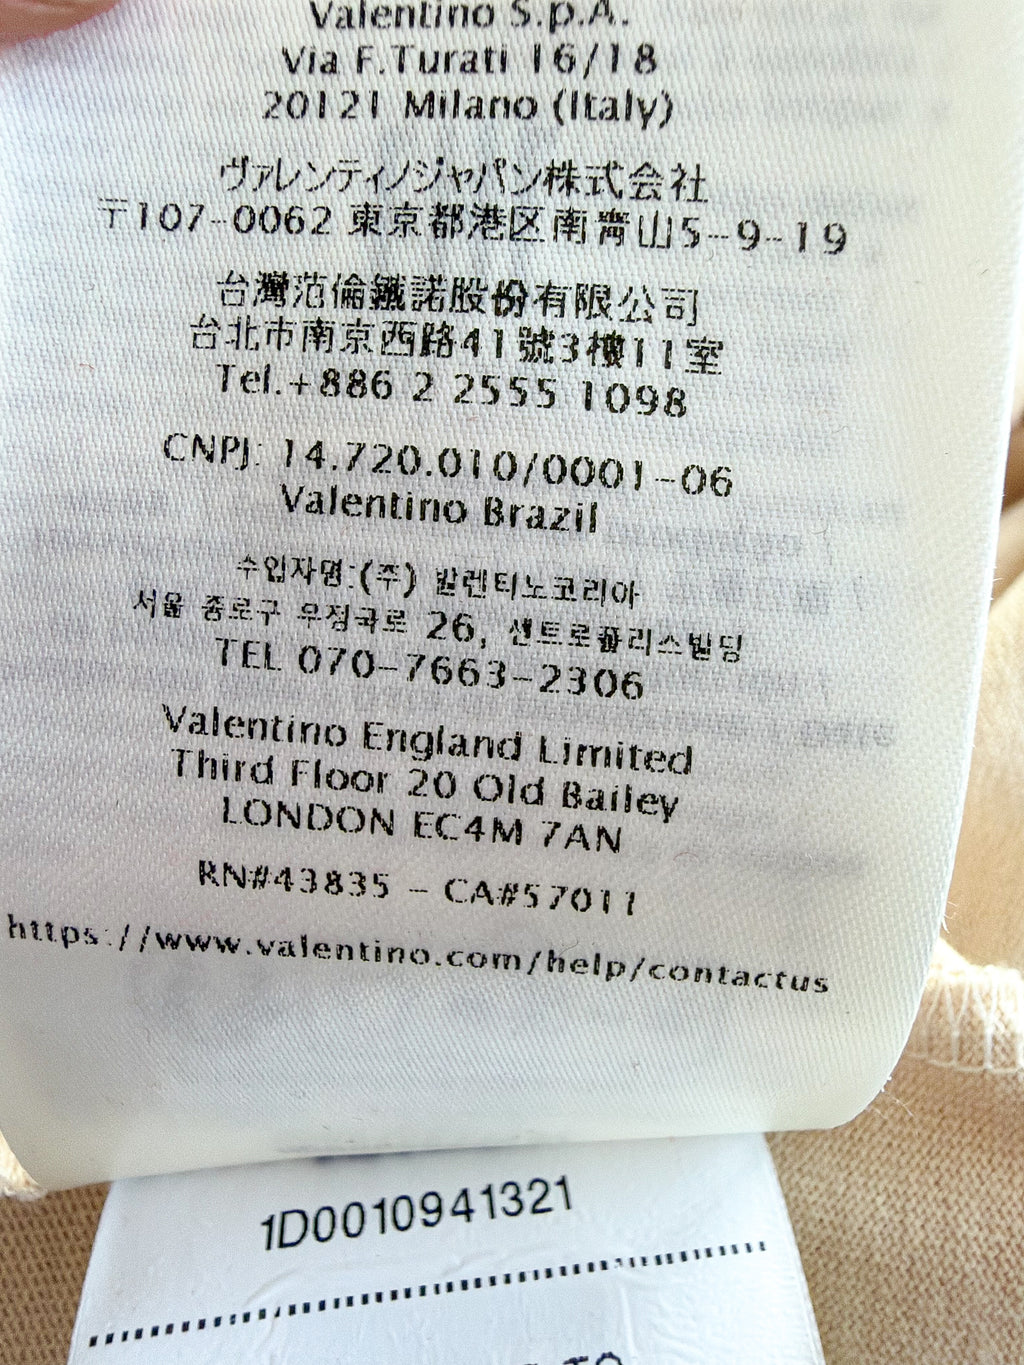 Valentino S.p.A.
Via F.Turati 16/18
20121 Milano (Italy)
ヴァレンティノジャパン株式会社
〒107-0062 東京都港区南青山5-9-19
台灣范倫鐵諾股份有限公司
台北市南京西路41號3樓11室
Tel.+886 2 2555 1098
CNPJ: 14.720.010/0001-06
Valentino Brazil
수입자명:(주) 발렌티노코리아
서울 종로구 우정국로 26, 센트로폴리스빌딩
TEL 070-7663-2306
Valentino England Limited
Third Floor 20 Old Bailey
LONDON EC4M 7AN
RN#43835 - CA#57011
https://www.valentino.com/help/contactus
1D0010941321